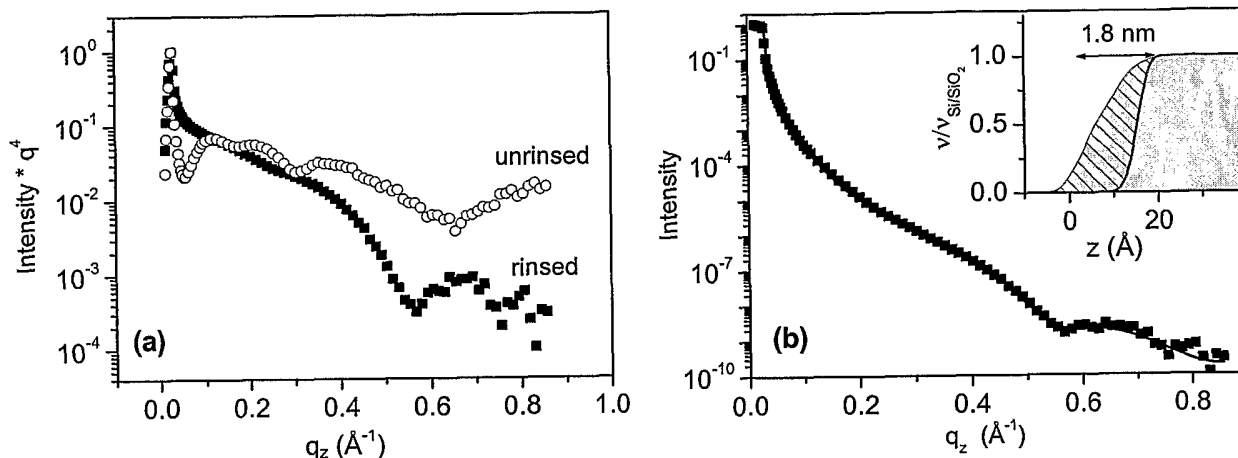 10⁰
10⁻¹
10⁻²
10⁻³
10⁻⁴
Intensity * q⁴
unrinsed
rinsed
(a)
0.0 0.2 0.4 0.6 0.8 1.0
q_z (Å⁻¹)
10⁻¹
10⁻⁴
10⁻⁷
10⁻¹⁰
Intensity
(b)
0.0 0.2 0.4 0.6 0.8
q_z (Å⁻¹)
1.8 nm
1.0
0.5
0.0
ν/ν_Si/SiO₂
0 20
z (Å)